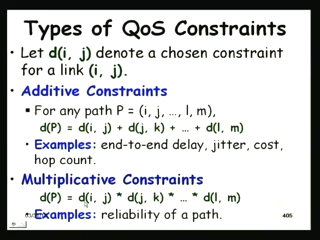 Types of QoS Constraints
• Let d(i, j) denote a chosen constraint
for a link (i, j).
• Additive Constraints
▪ For any path P = (i, j, …, l, m),
d(P) = d(i, j) + d(j, k) + … + d(l, m)
• Examples: end-to-end delay, jitter, cost,
hop count.
• Multiplicative Constraints
d(P) = d(i, j) * d(j, k) * … * d(l, m)
Examples: reliability of a path.
405